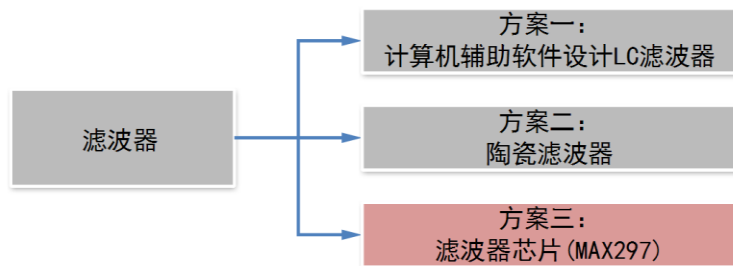 滤波器
方案一：
计算机辅助软件设计LC滤波器
方案二：
陶瓷滤波器
方案三：
滤波器芯片(MAX297)